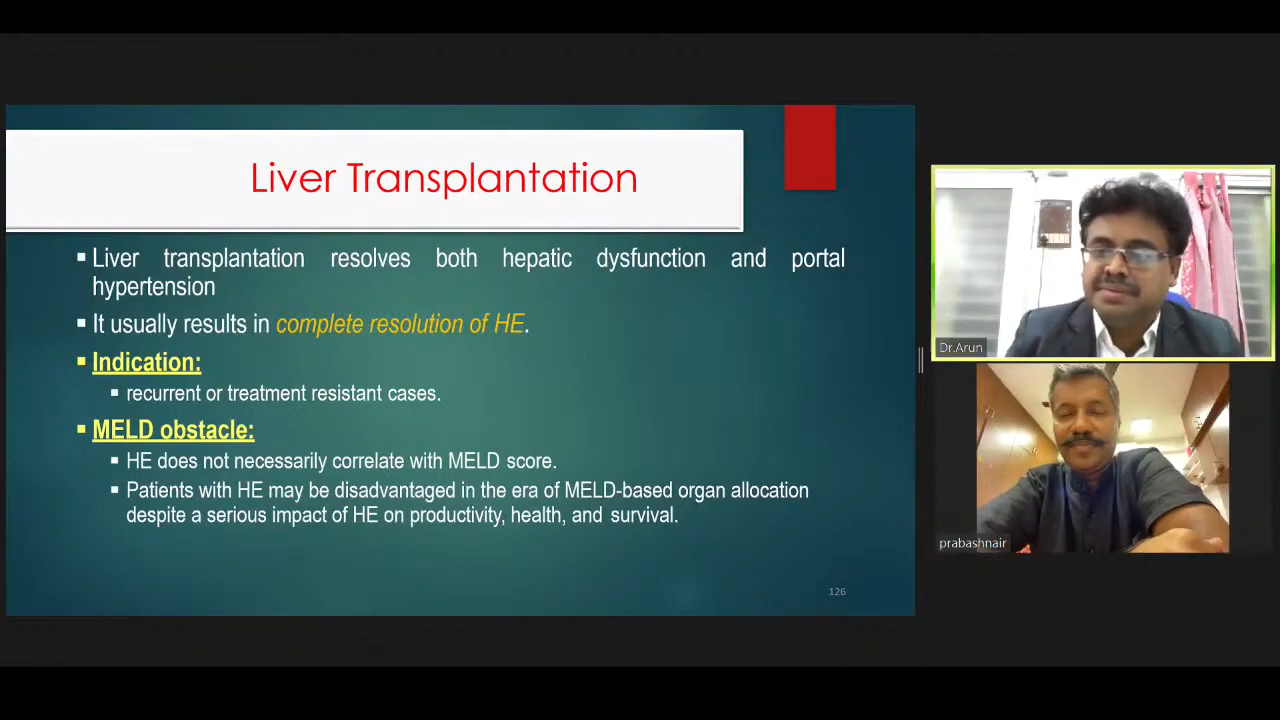 Liver Transplantation
▪ Liver transplantation resolves both hepatic dysfunction and portal
hypertension
▪ It usually results in complete resolution of HE.
▪ Indication:
▪ recurrent or treatment resistant cases.
▪ MELD obstacle:
▪ HE does not necessarily correlate with MELD score.
▪ Patients with HE may be disadvantaged in the era of MELD-based organ allocation
despite a serious impact of HE on productivity, health, and survival.
126
Dr.Arun
prabashnair